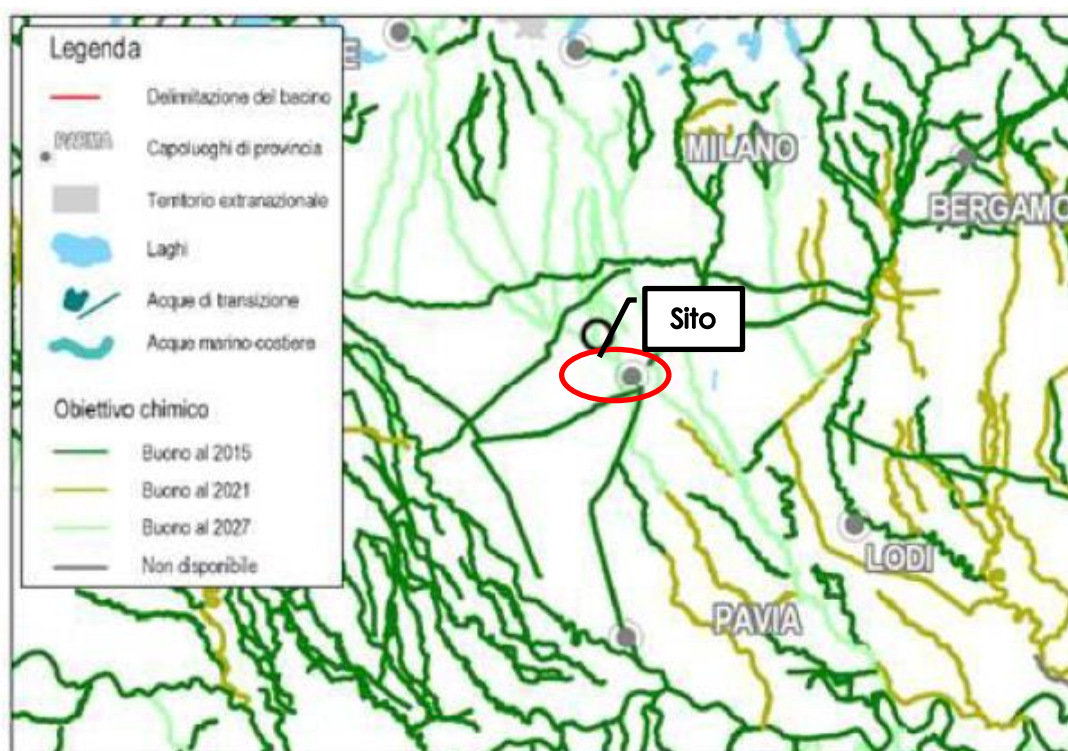 Legenda
Delimitazione del bacino
PARMA
Capoluoghi di provincia
Territorio extranazionale
Laghi
Acque di transizione
Acque marino-costiere
Obiettivo chimico
Buono al 2015
Buono al 2021
Buono al 2027
Non disponibile
E
MILANO
BERGAMO
Sito
LODI
PAVIA